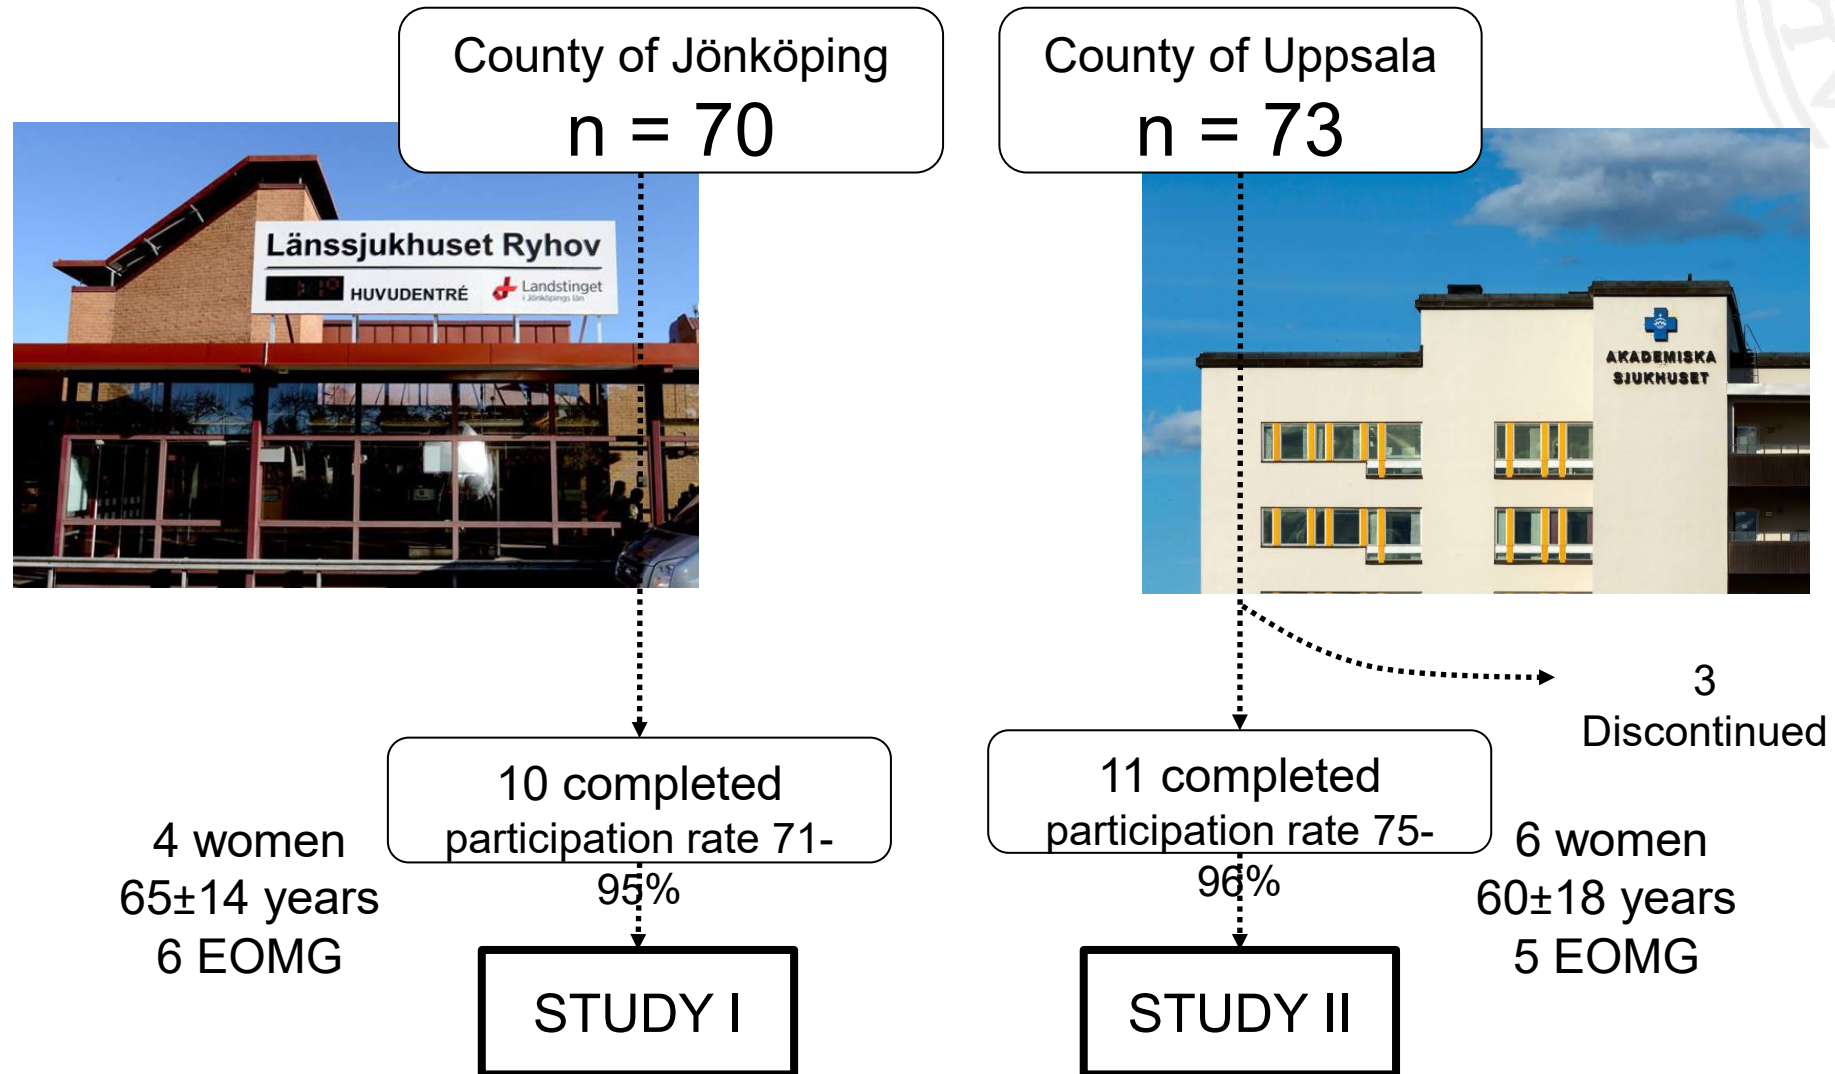 County of Jönköping
n = 70
County of Uppsala
n = 73
Länssjukhuset Ryhov
HUVUDENTRÉ
Landstinget
i Jönköpings län
AKADEMISKA
SJUKHUSET
3
Discontinued
10 completed
participation rate 71-
95%
11 completed
participation rate 75-
96%
4 women
65±14 years
6 EOMG
6 women
60±18 years
5 EOMG
STUDY I
STUDY II